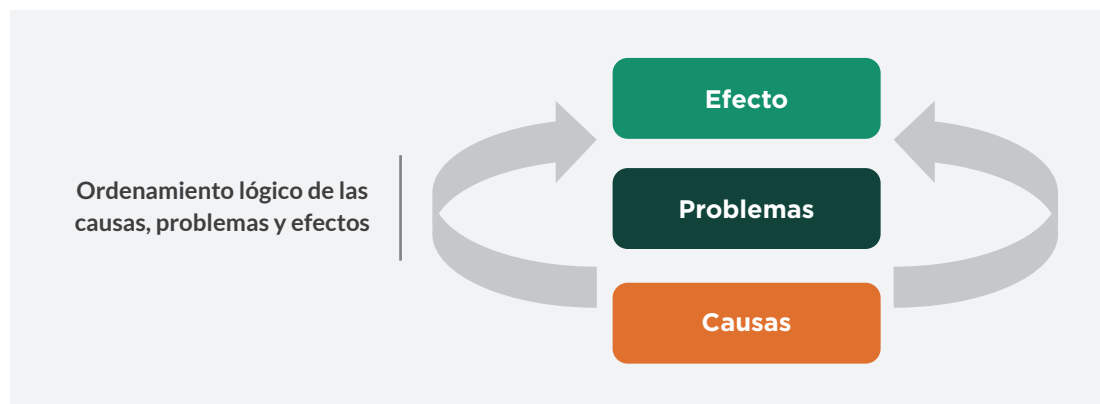 Ordenamiento lógico de las
causas, problemas y efectos
Efecto
Problemas
Causas